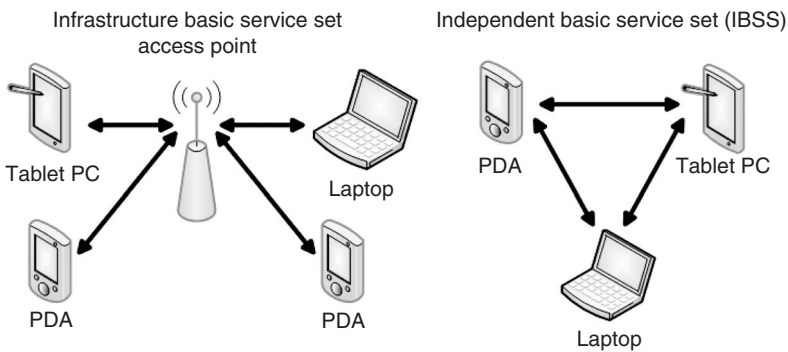 Infrastructure basic service set
access point
Tablet PC
Laptop
PDA
PDA
Independent basic service set (IBSS)
PDA
Tablet PC
Laptop